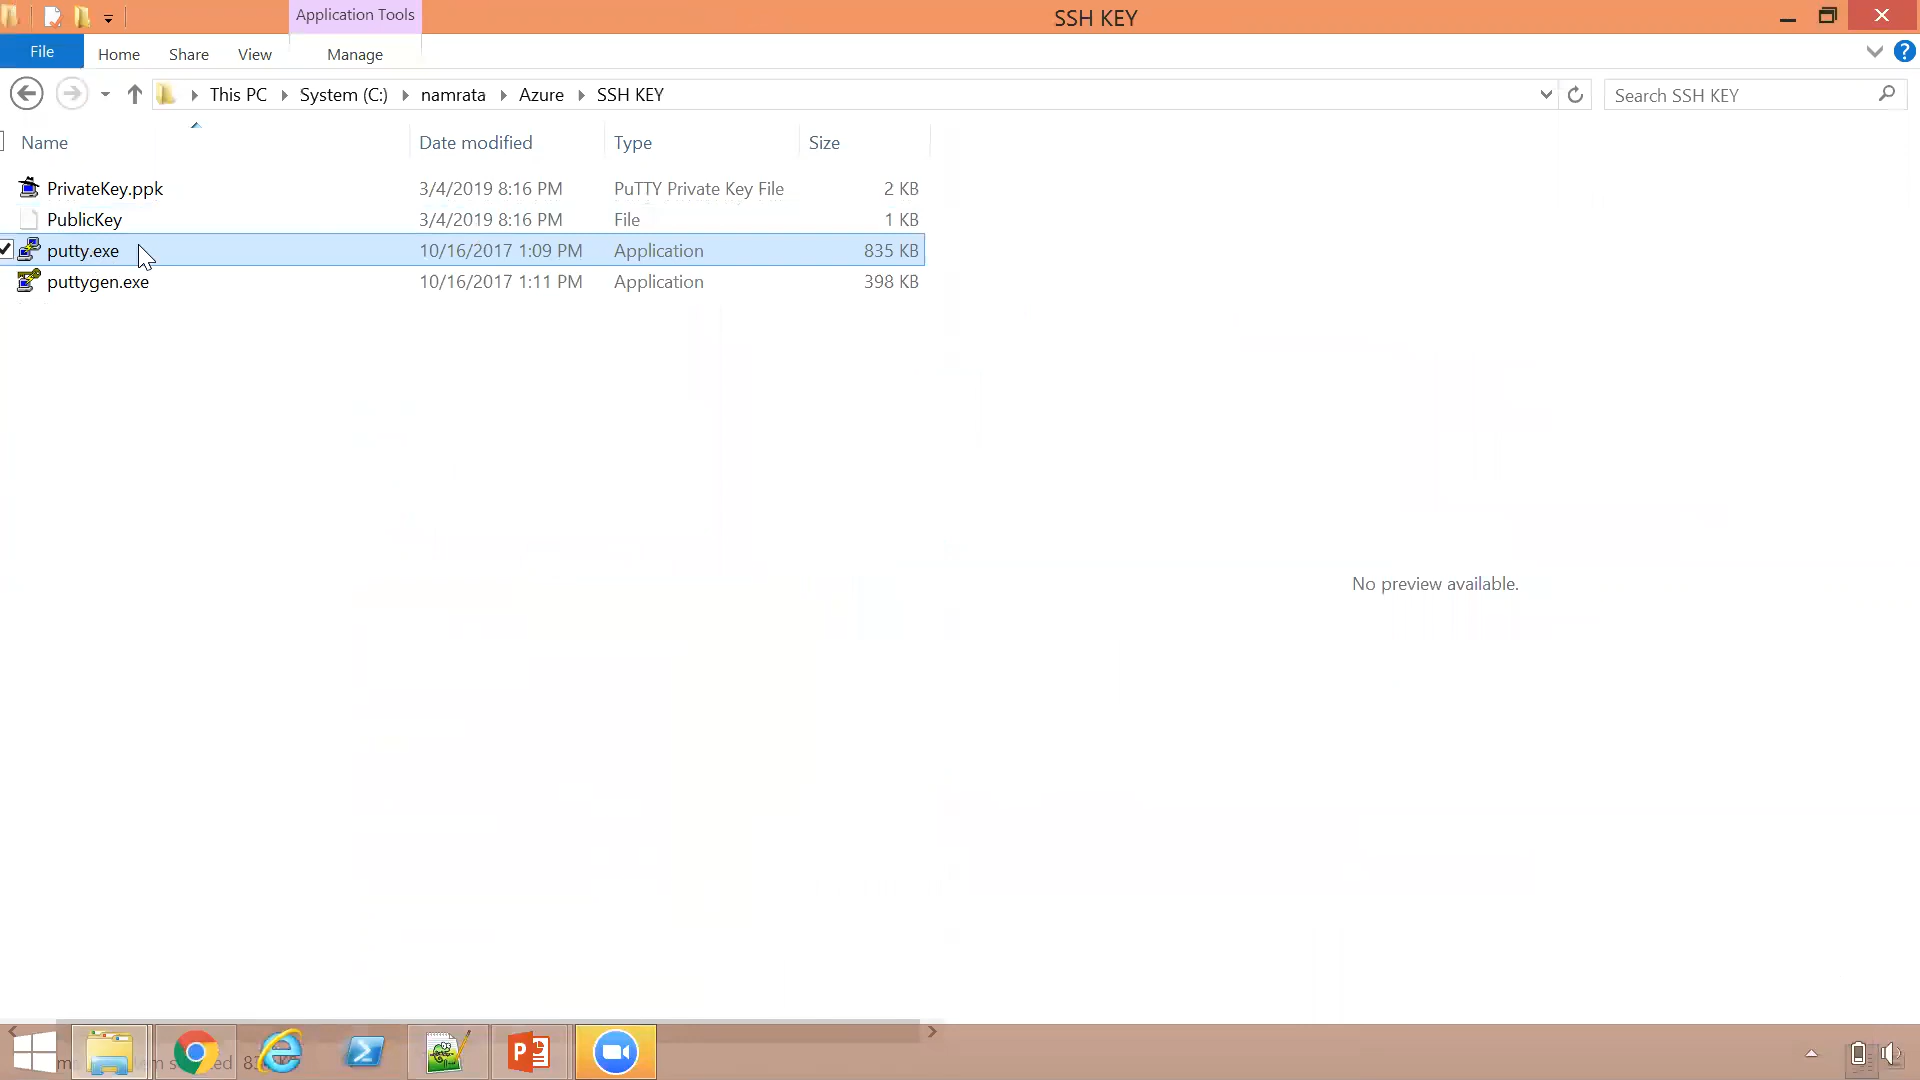 Application Tools
SSH KEY
File
Home
Share
View
Manage
This PC
System (C:)
namrata
Azure
SSH KEY
Search SSH KEY
Name
Date modified
Type
Size
PrivateKey.ppk 3/4/2019 8:16 PM PuTTY Private Key File 2 KB
PublicKey 3/4/2019 8:16 PM File 1 KB
putty.exe 10/16/2017 1:09 PM Application 835 KB
puttygen.exe 10/16/2017 1:11 PM Application 398 KB
No preview available.